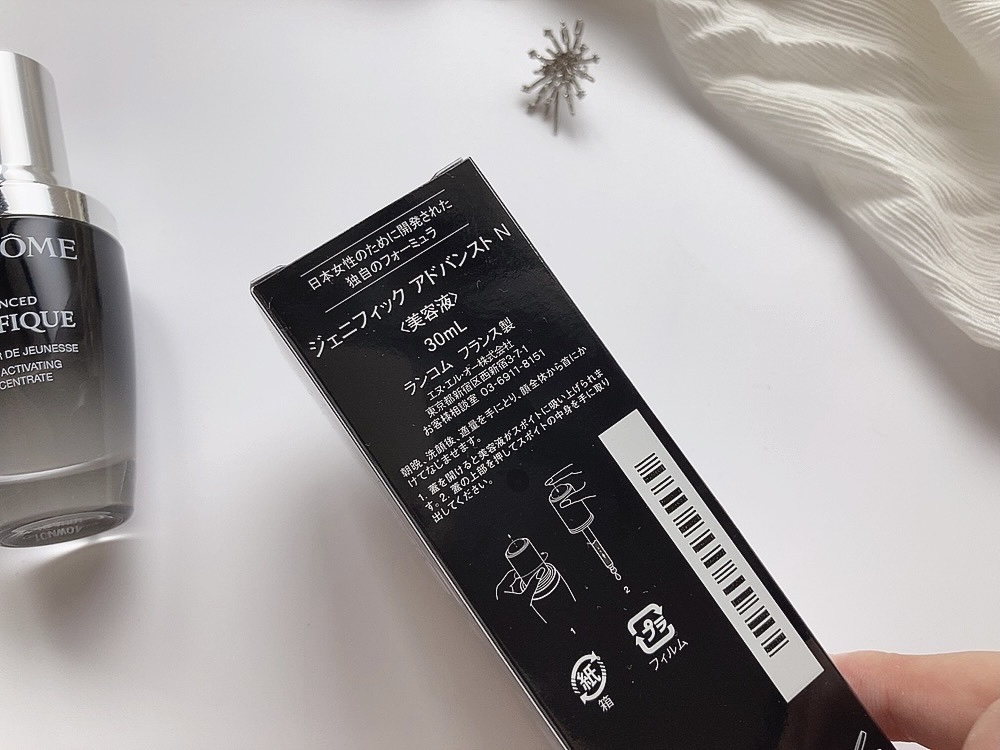 ÔME
NCED
FIQUE
DE JEUNESSE
ACTIVATING
CENTRATE
日本女性のために開発された
独自のフォーミュラ
ジェニフィック アドバンスト N
〈美容液〉
30mL
ランコム フランス製
エヌ・エル・オー株式会社
東京都新宿区西新宿3-7-1
お客様相談室 03-6911-8151
朝晩、洗顔後、適量を手にとり、顔全体から首にか
けてなじませます。
1. 蓋を開けると美容液がスポイトに吸い上げられま
す。2. 蓋の上部を押してスポイトの中身を手に取り
出してください。
1
2
プラ
フィルム
紙
箱